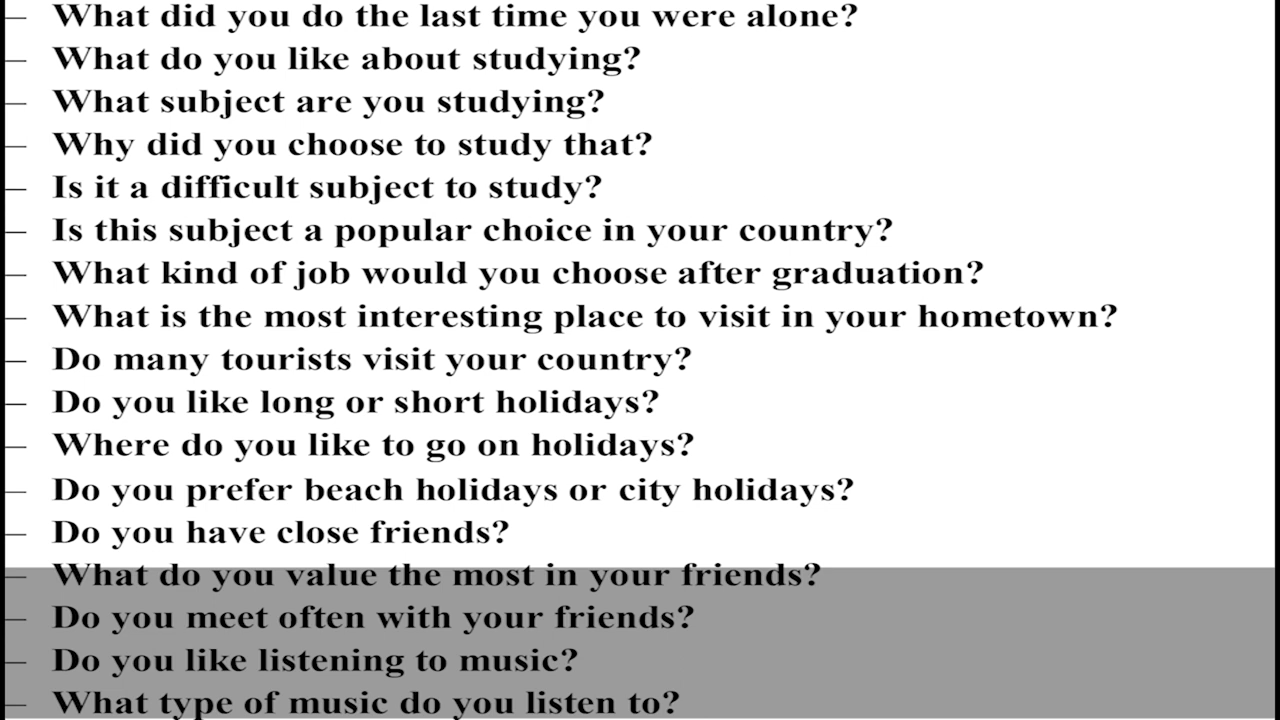 – What did you do the last time you were alone?
– What do you like about studying?
– What subject are you studying?
– Why did you choose to study that?
– Is it a difficult subject to study?
– Is this subject a popular choice in your country?
– What kind of job would you choose after graduation?
– What is the most interesting place to visit in your hometown?
– Do many tourists visit your country?
– Do you like long or short holidays?
– Where do you like to go on holidays?
– Do you prefer beach holidays or city holidays?
– Do you have close friends?
– What do you value the most in your friends?
– Do you meet often with your friends?
– Do you like listening to music?
– What type of music do you listen to?